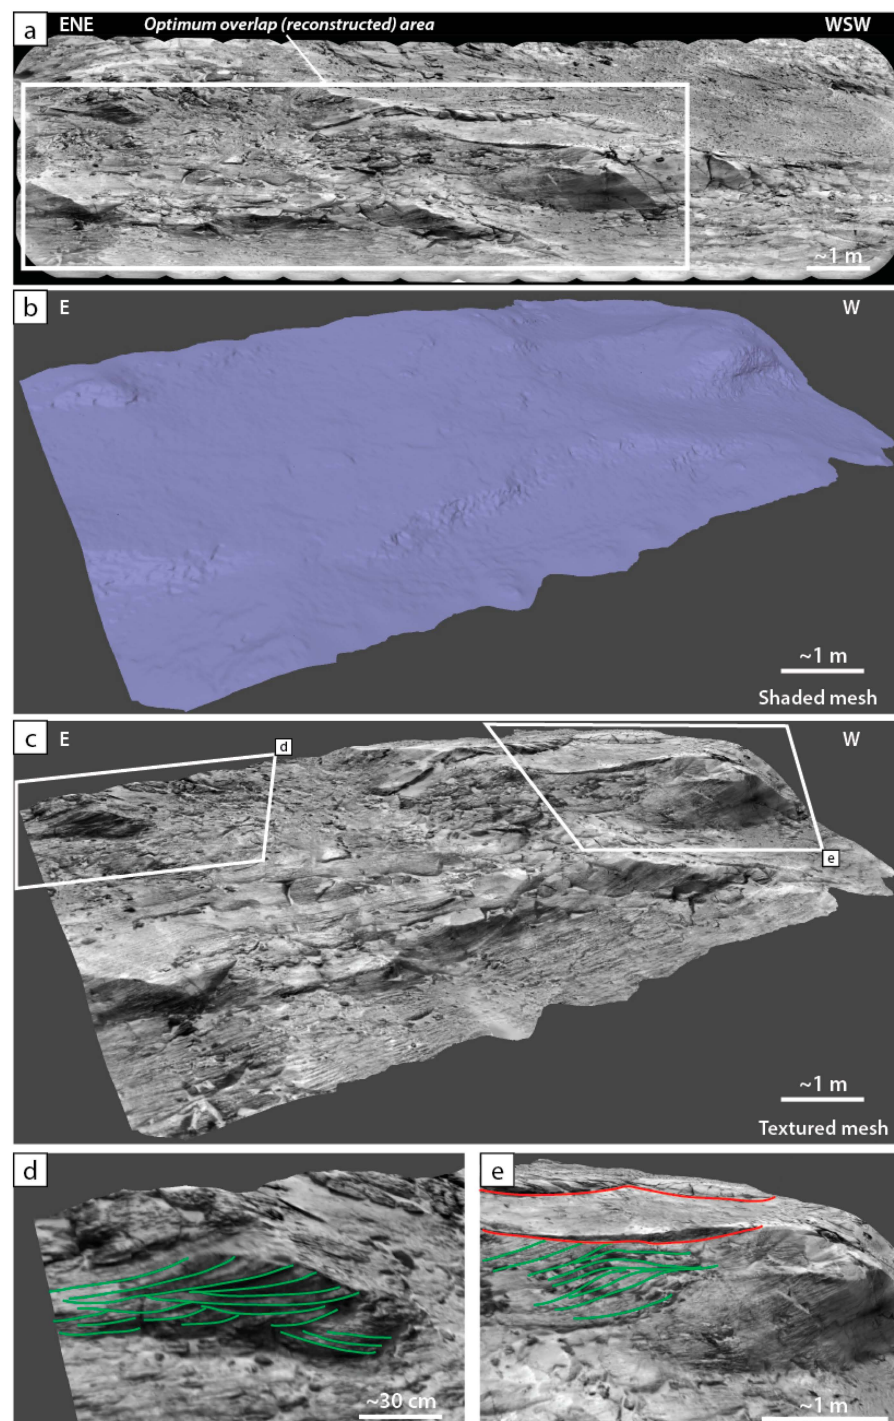 a
ENE
Optimum overlap (reconstructed) area
WSW
~1 m
b
E
W
~1 m
Shaded mesh
c
E
d
W
e
~1 m
Textured mesh
d
~30 cm
e
~1 m